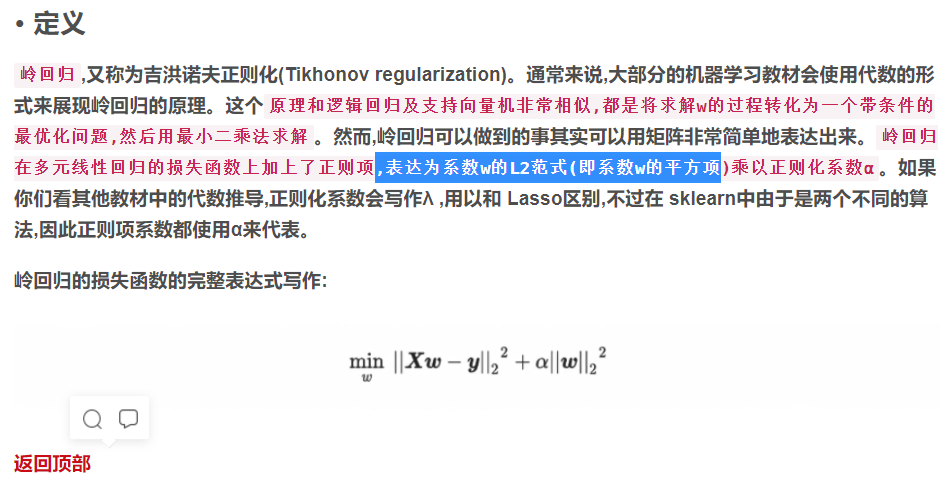 • 定义
岭回归,又称为吉洪诺夫正则化(Tikhonov regularization)。通常来说,大部分的机器学习教材会使用代数的形
式来展现岭回归的原理。这个 原理和逻辑回归及支持向量机非常相似,都是将求解w的过程转化为一个带条件的
最优化问题,然后用最小二乘法求解 。然而,岭回归可以做到的事其实可以用矩阵非常简单地表达出来。 岭回归
在多元线性回归的损失函数上加上了正则项,表达为系数w的L2范式(即系数w的平方项)乘以正则化系数α 。如果
你们看其他教材中的代数推导,正则化系数会写作λ ,用以和 Lasso区别,不过在 sklearn中由于是两个不同的算
法,因此正则项系数都使用α来代表。
岭回归的损失函数的完整表达式写作:
min_w ||Xw − y||₂² + α||w||₂²
返回顶部